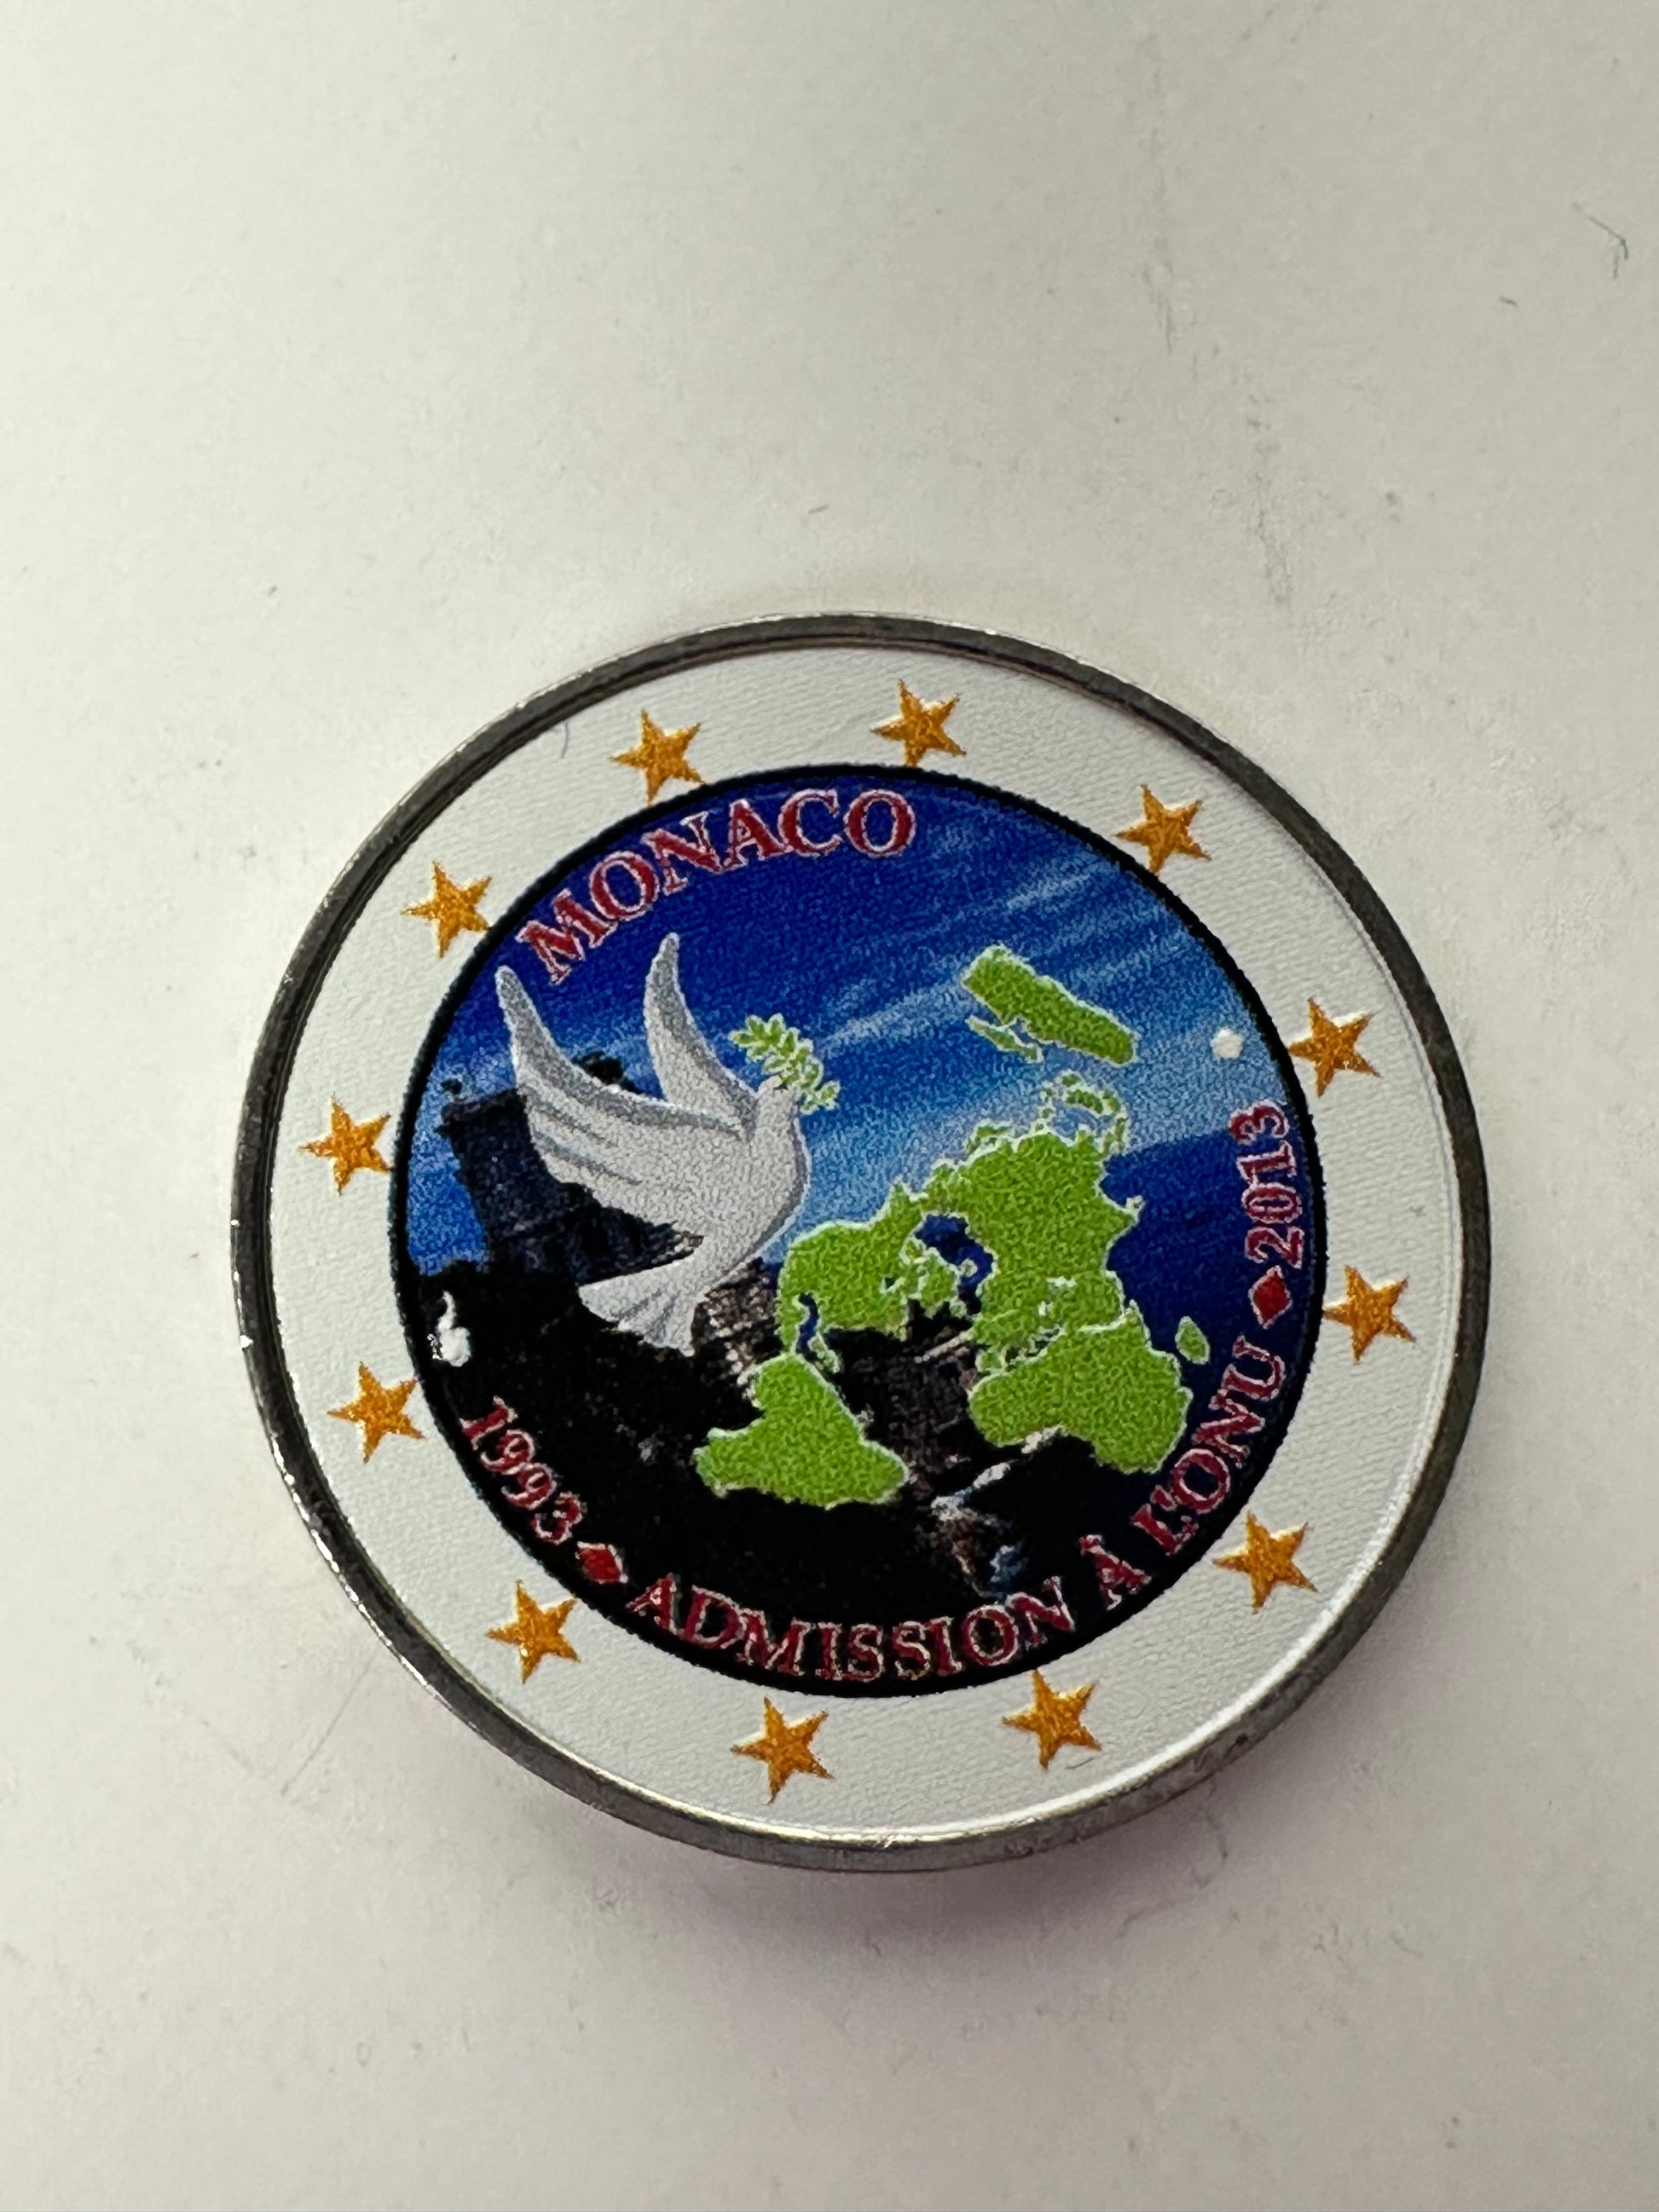 MONACO
1993 ♦ ADMISSION À L'ONU ♦ 2013